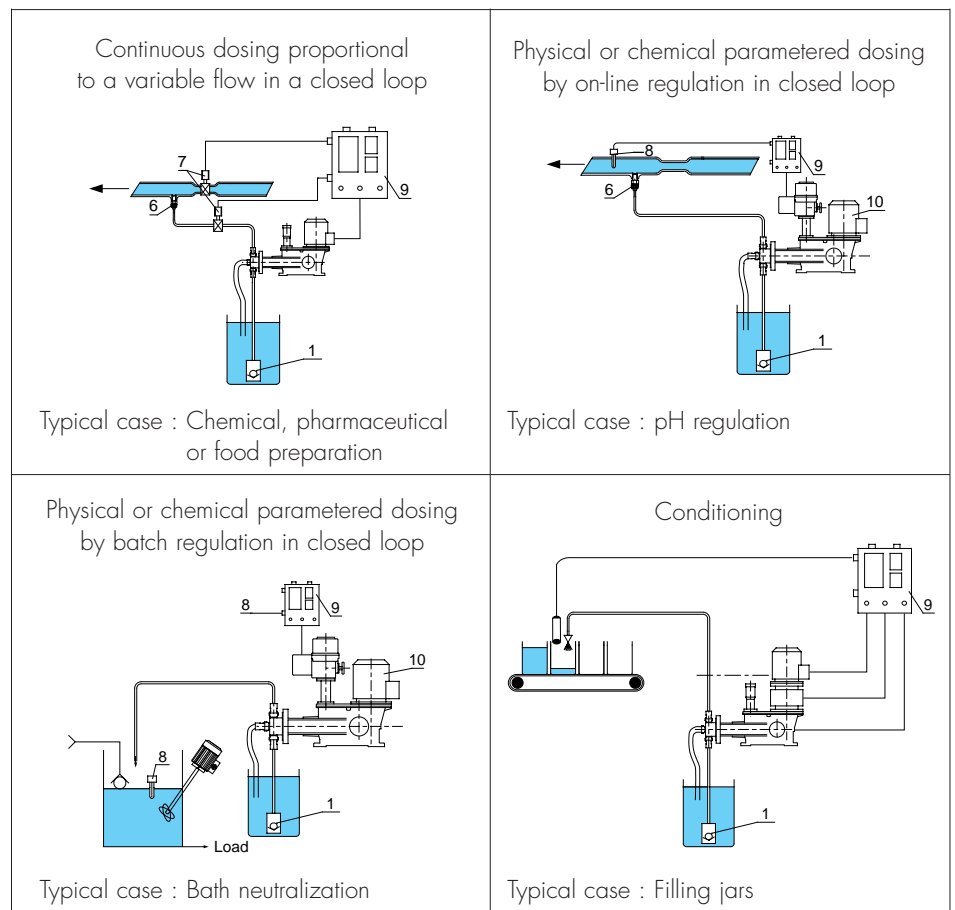 Continuous dosing proportional
to a variable flow in a closed loop
7
9
6
1
Typical case : Chemical, pharmaceutical
or food preparation
Physical or chemical parametered dosing
by on-line regulation in closed loop
8
9
6
10
1
Typical case : pH regulation
Physical or chemical parametered dosing
by batch regulation in closed loop
8
9
10
8
1
Load
Typical case : Bath neutralization
Conditioning
9
1
Typical case : Filling jars